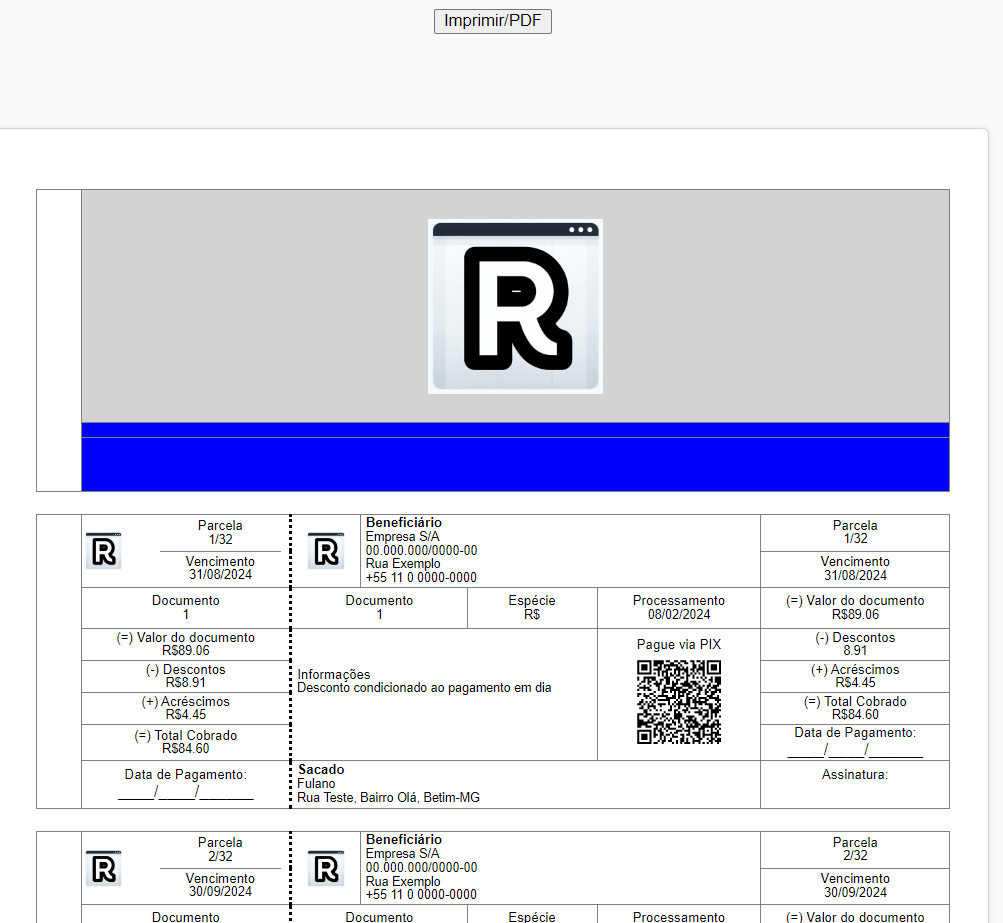 Imprimir/PDF
R
R
Parcela
1/32
Vencimento
31/08/2024
Documento
1
(=) Valor do documento
R$89.06
(-) Descontos
R$8.91
(+) Acréscimos
R$4.45
(=) Total Cobrado
R$84.60
Data de Pagamento:
____/____/______
R
Beneficiário
Empresa S/A
00.000.000/0000-00
Rua Exemplo
+55 11 0 0000-0000
Documento
1
Espécie
R$
Processamento
08/02/2024
Informações
Desconto condicionado ao pagamento em dia
Pague via PIX
Sacado
Fulano
Rua Teste, Bairro Olá, Betim-MG
Parcela
1/32
Vencimento
31/08/2024
(=) Valor do documento
R$89.06
(-) Descontos
8.91
(+) Acréscimos
R$4.45
(=) Total Cobrado
R$84.60
Data de Pagamento:
____/____/______
Assinatura:
R
Parcela
2/32
Vencimento
30/09/2024
Documento
R
Beneficiário
Empresa S/A
00.000.000/0000-00
Rua Exemplo
+55 11 0 0000-0000
Documento
Espécie
Processamento
Parcela
2/32
Vencimento
30/09/2024
(=) Valor do documento